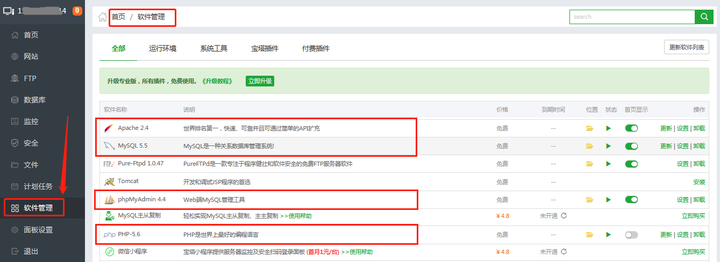 4 0
首页 / 软件管理
search
首页
网站
FTP
数据库
监控
安全
文件
计划任务
软件管理
面板设置
退出
全部 运行环境 系统工具 宝塔插件 付费插件 更新软件列表
升级专业版，所有插件，免费使用。《升级教程》 立即升级
软件名称 说明 价格 到期时间 位置 状态 首页显示 操作
Apache 2.4 世界排名第一，快速、可靠并且可通过简单的API扩充 免费 -- 更新 | 设置 | 卸载
MySQL 5.5 MySQL是一种关系数据库管理系统! 免费 -- 更新 | 设置 | 卸载
Pure-Ftpd 1.0.47 PureFTPd是一款专注于程序健壮和软件安全的免费FTP服务器软件 免费 -- 设置 | 卸载
Tomcat 开发和调试JSP程序的首选 免费 -- 安装
phpMyAdmin 4.4 Web端MySQL管理工具 免费 -- 设置 | 卸载
MySQL主从复制 轻松实现MySQL主从复制、主主复制 >>使用帮助 ¥4.8 未开通 立即购买
php PHP-5.6 PHP是世界上最好的编程语言 免费 -- 更新 | 设置 | 卸载
微信小程序 宝塔小程序提供服务器监控及安全扫码登录面板 (首月1元/购) >>使用帮助 ¥4.8 未开通 立即购买